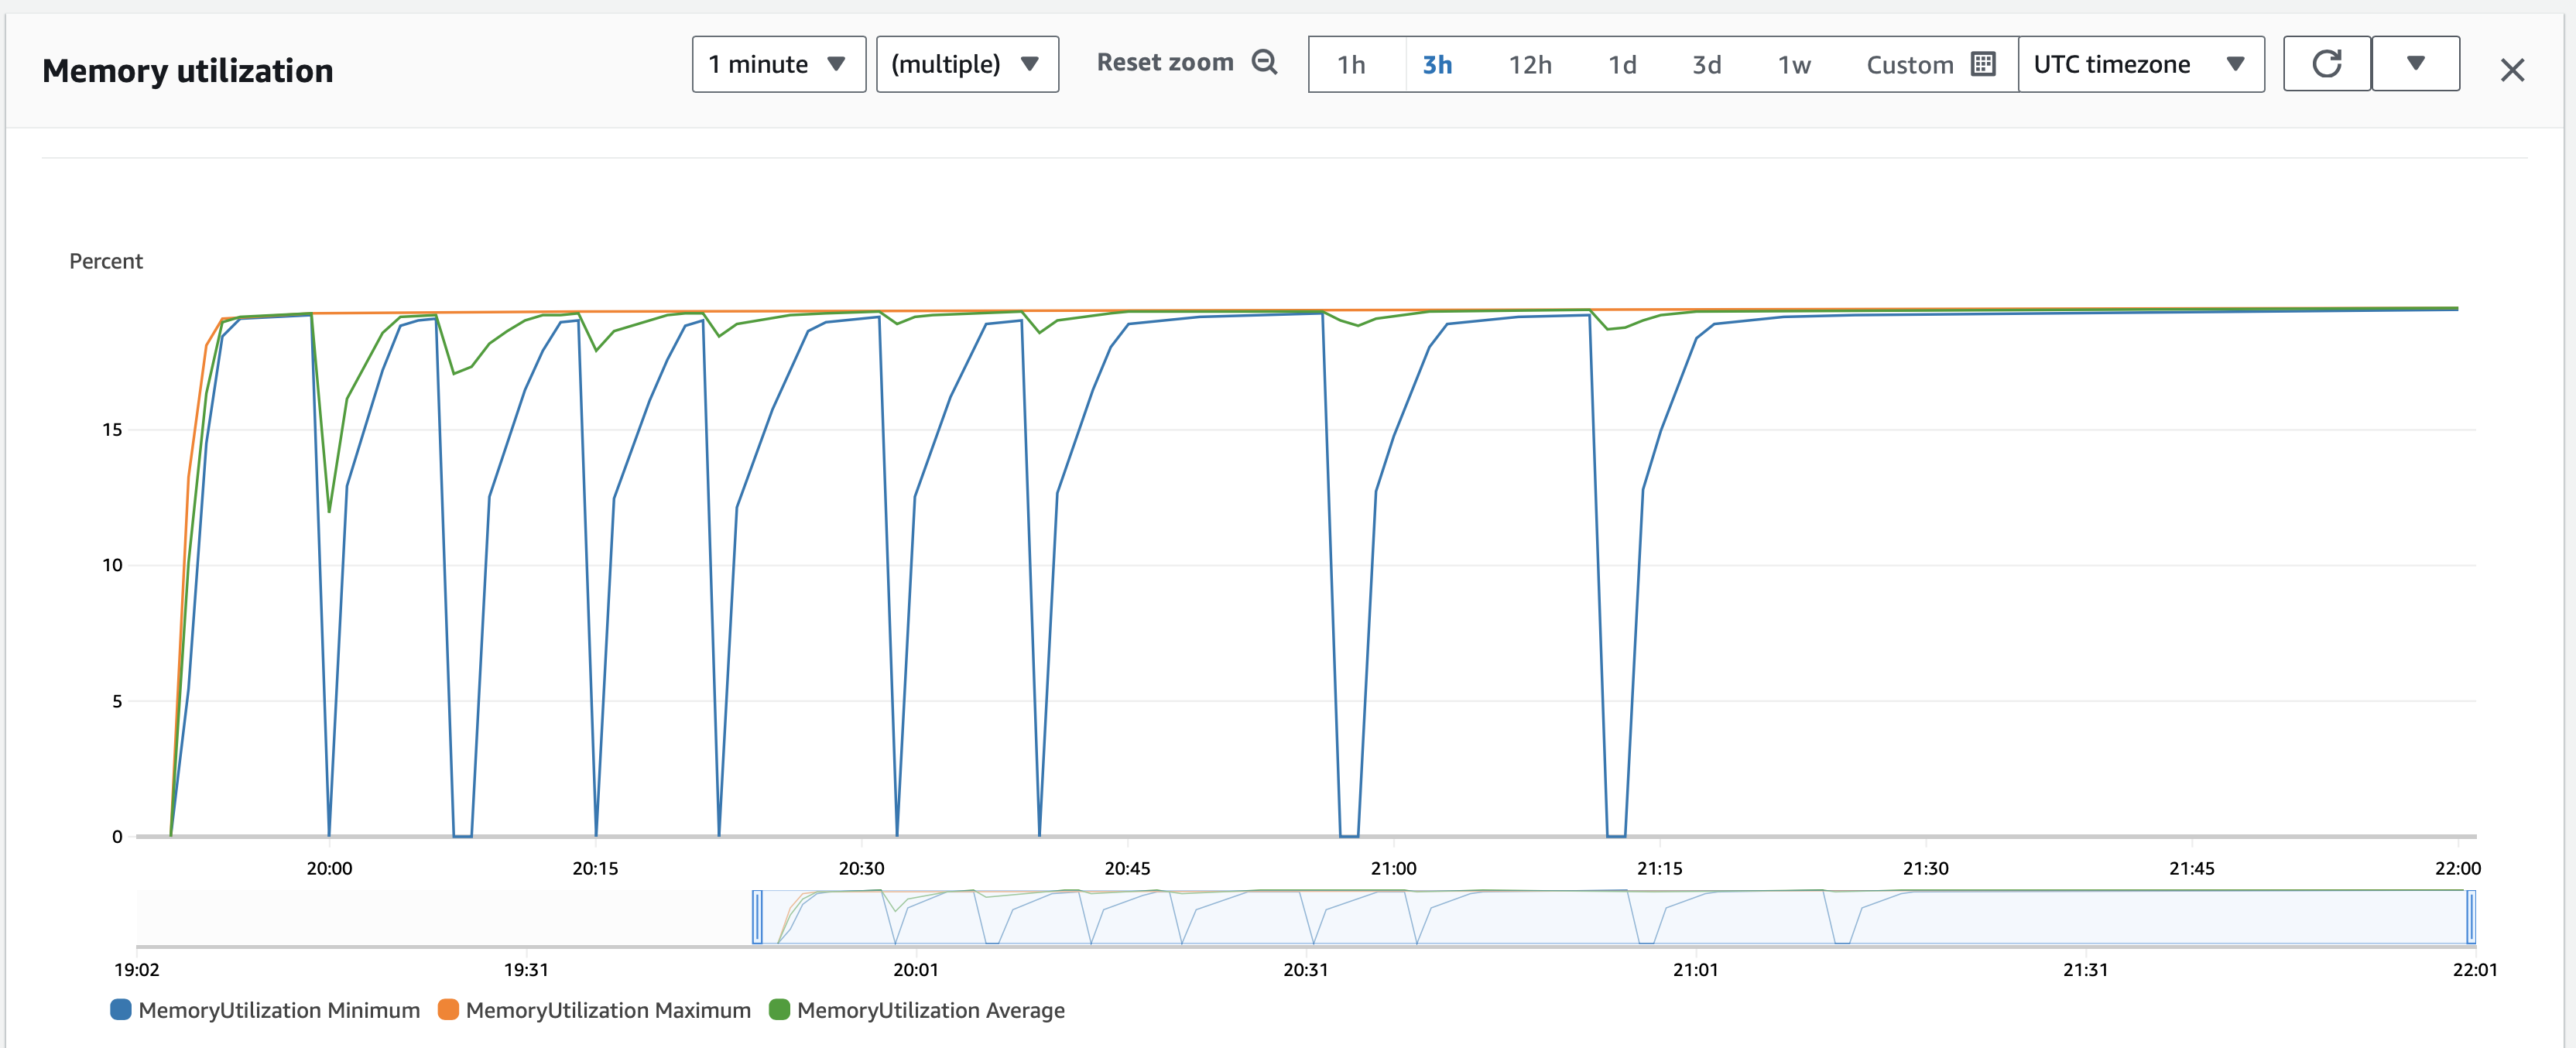 Memory utilization
1 minute
(multiple)
Reset zoom
1h
3h
12h
1d
3d
1w
Custom
UTC timezone
Percent
15
10
5
0
20:00 20:15 20:30 20:45 21:00 21:15 21:30 21:45 22:00
19:02 19:31 20:01 20:31 21:01 21:31 22:01
MemoryUtilization Minimum MemoryUtilization Maximum MemoryUtilization Average